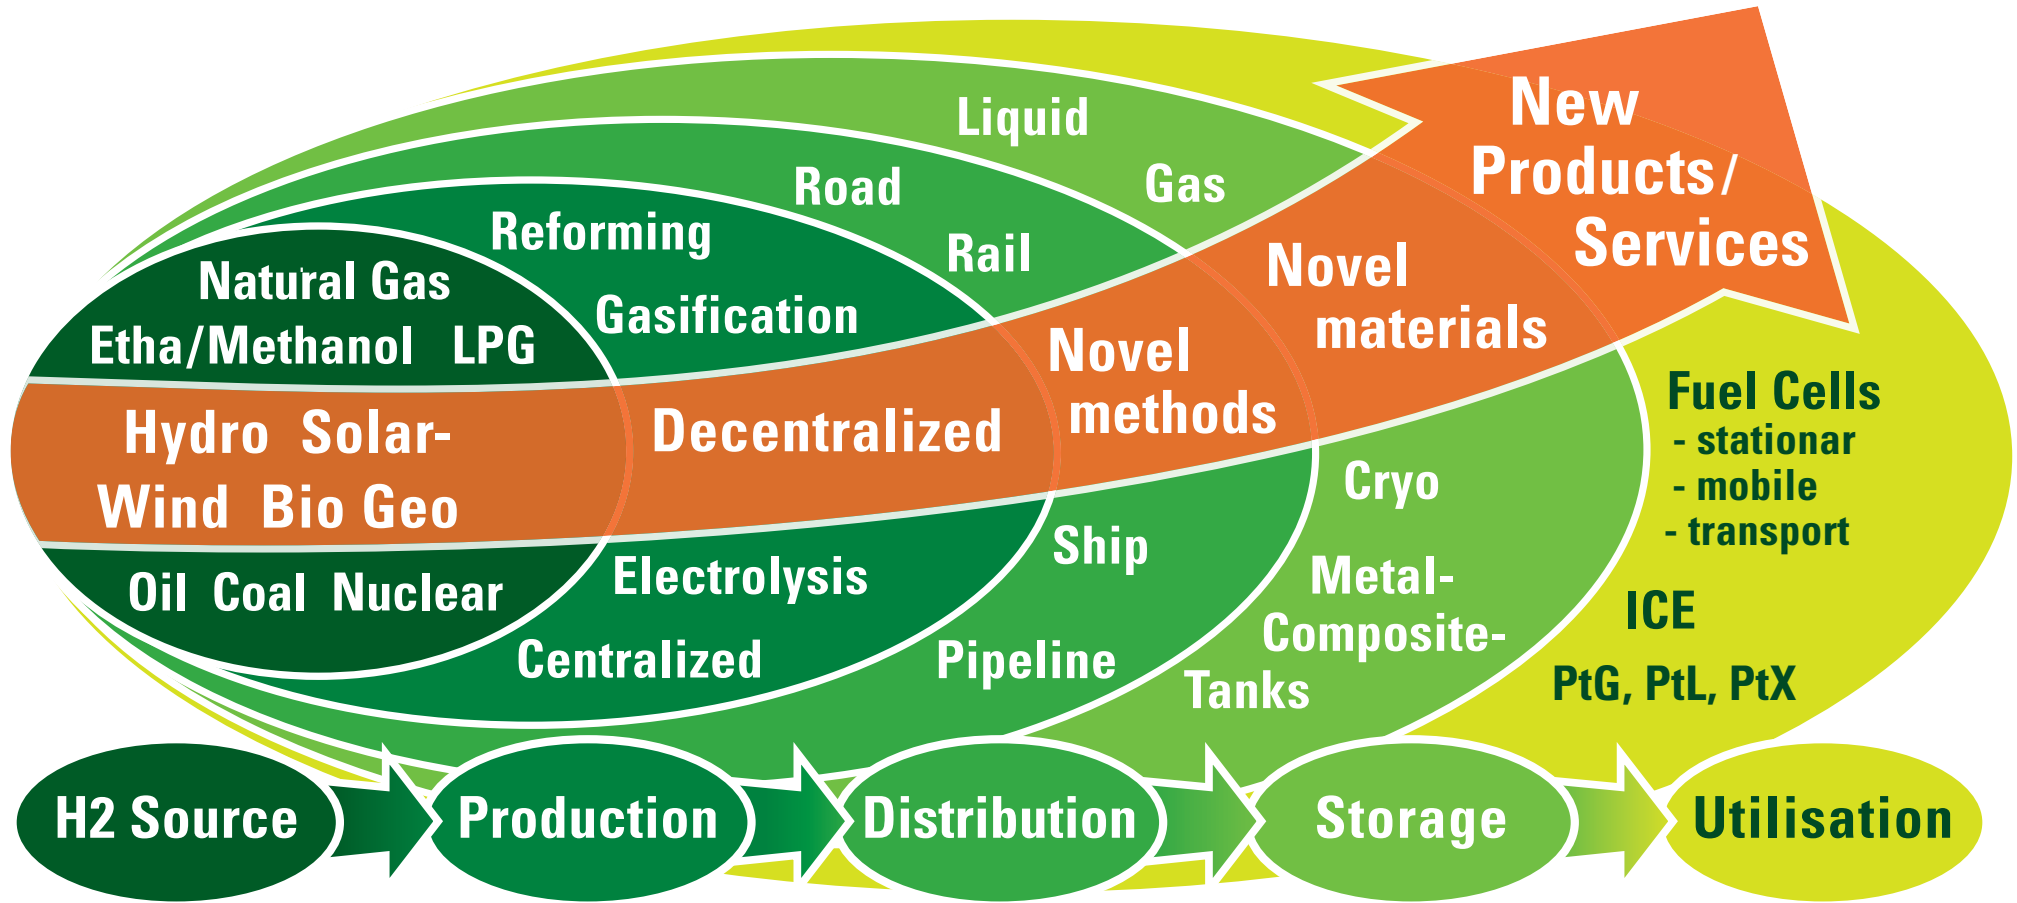 Natural Gas
Etha/Methanol LPG
Hydro Solar-
Wind Bio Geo
Oil Coal Nuclear
Reforming
Gasification
Decentralized
Electrolysis
Centralized
Road
Rail
Novel
methods
Ship
Pipeline
Liquid
Gas
Novel
materials
Cryo
Metal-
Composite-
Tanks
New
Products/
Services
Fuel Cells
- stationar
- mobile
- transport
ICE
PtG, PtL, PtX
H2 Source
Production
Distribution
Storage
Utilisation